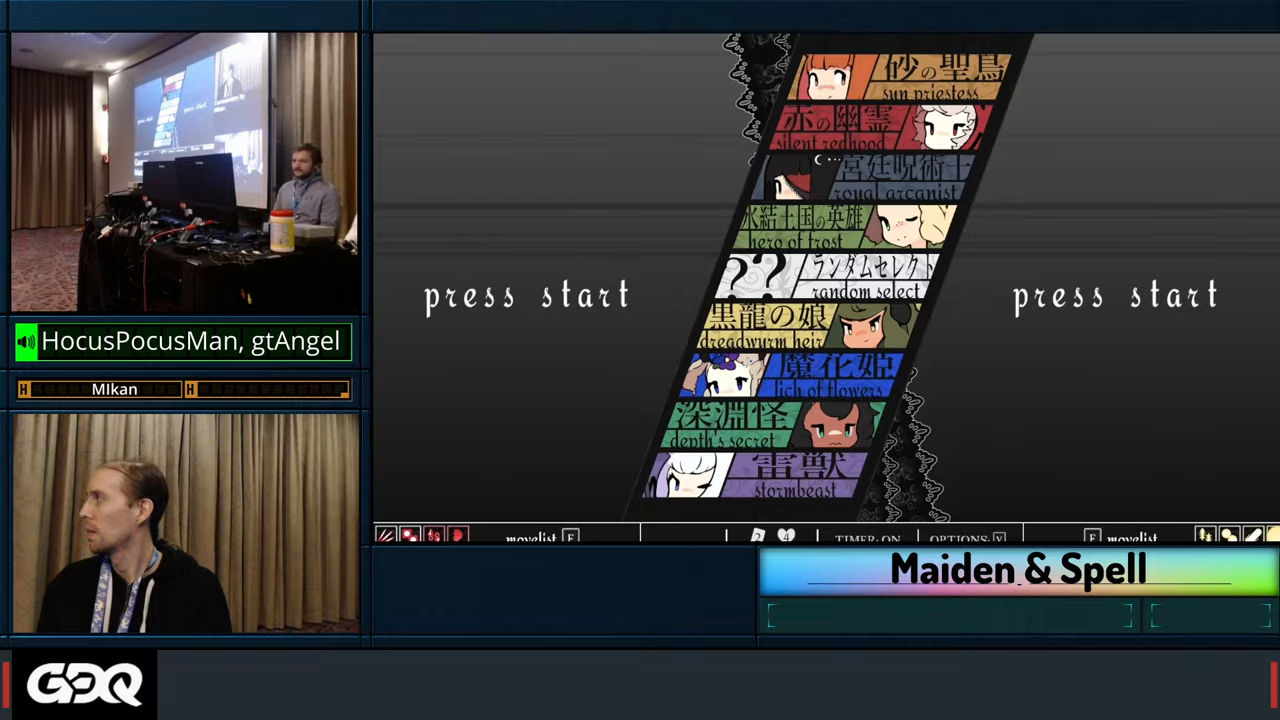 HocusPocusMan, gtAngel
MIkan
press start
砂の聖鳥
sun priestess
赤の幽霊
silent redhood
宮廷呪術士
royal arcanist
氷結王国の英雄
hero of frost
??
ランダムセレクト
random select
黒龍の娘
dreadwurm heir
魔花姫
lich of flowers
深淵怪
depth's secret
雷獣
stormbeast
press start
movelist E
2
4
TIMER: ON
OPTIONS:
movelist
Maiden & Spell
GDQ